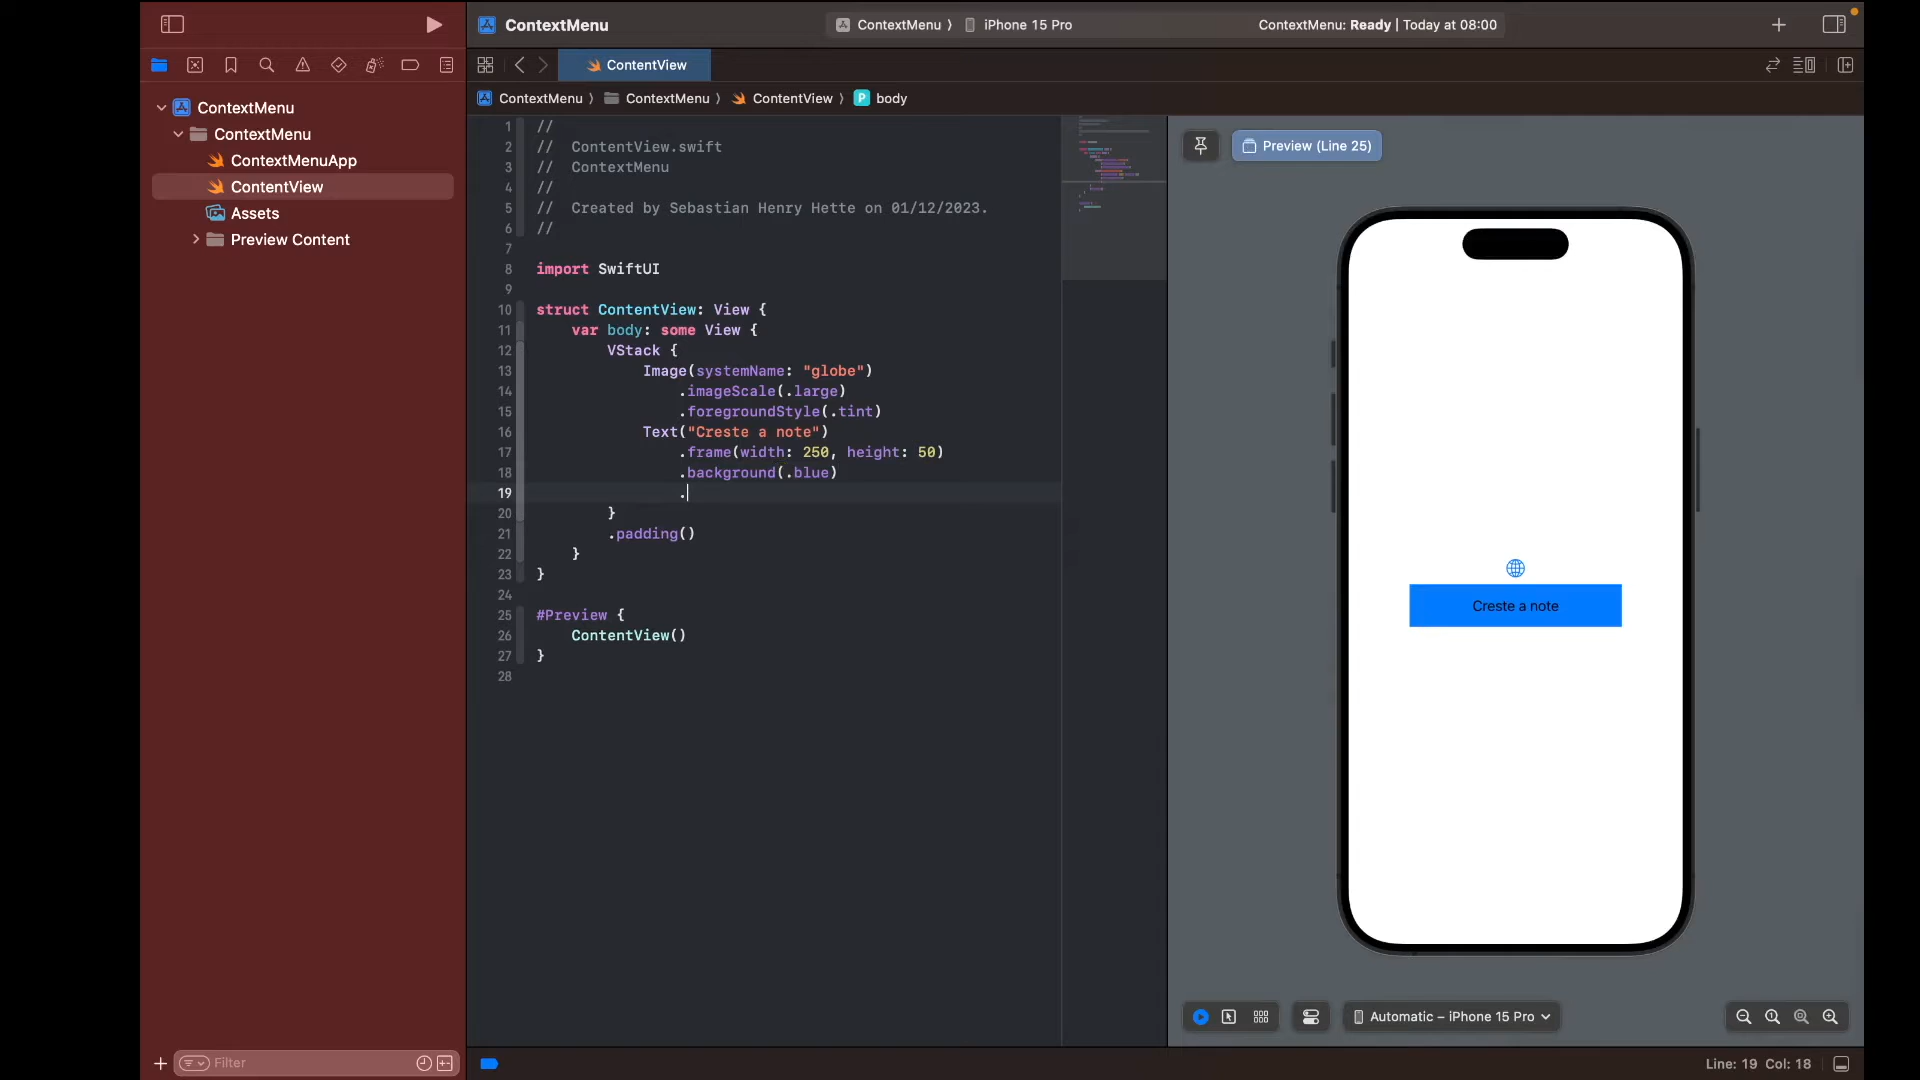 ContextMenu
ContextMenu ⟩ iPhone 15 Pro
ContextMenu: Ready | Today at 08:00
ContentView
ContextMenu ⟩ ContextMenu ⟩ ContentView ⟩ P body
ContextMenu
ContextMenu
ContextMenuApp
ContentView
Assets
Preview Content
Filter
1 //
2 //  ContentView.swift
3 //  ContextMenu
4 //
5 //  Created by Sebastian Henry Hette on 01/12/2023.
6 //
7
8 import SwiftUI
9
10 struct ContentView: View {
11     var body: some View {
12         VStack {
13             Image(systemName: "globe")
14                 .imageScale(.large)
15                 .foregroundStyle(.tint)
16             Text("Creste a note")
17                 .frame(width: 250, height: 50)
18                 .background(.blue)
19                 .
20         }
21         .padding()
22     }
23 }
24
25 #Preview {
26     ContentView()
27 }
28
Preview (Line 25)
Creste a note
Automatic – iPhone 15 Pro
Line: 19 Col: 18